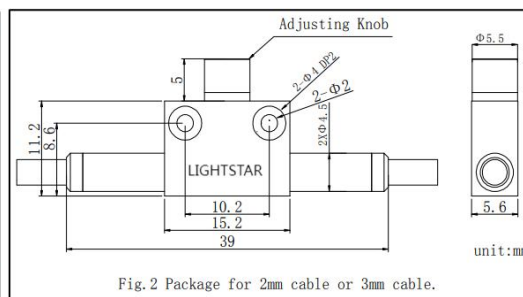 Adjusting Knob
Φ5.5
5
2-Φ4 DP2
2-Φ2
11.2
8.6
2XΦ4.5
LIGHTSTAR
10.2
15.2
39
5.6
unit:mm
Fig.2 Package for 2mm cable or 3mm cable.